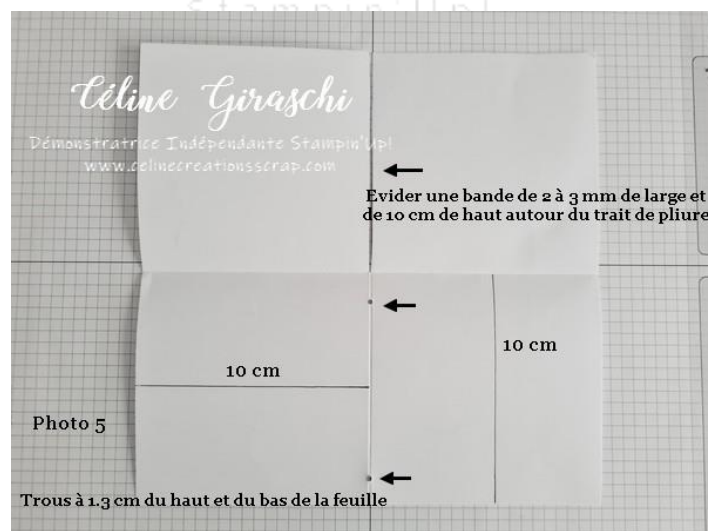 Stampin'Up!
Céline Giraschi
Démonstratrice Indépendante Stampin'Up!
www.celinecreationsscrap.com
Evider une bande de 2 à 3 mm de large et
de 10 cm de haut autour du trait de pliure
10 cm
10 cm
Photo 5
Trous à 1.3 cm du haut et du bas de la feuille